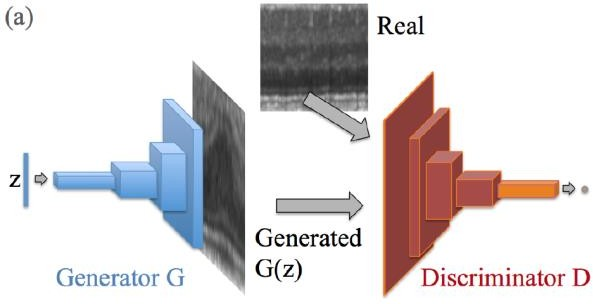 (a)
Real
z
Generated
G(z)
Generator G
Discriminator D